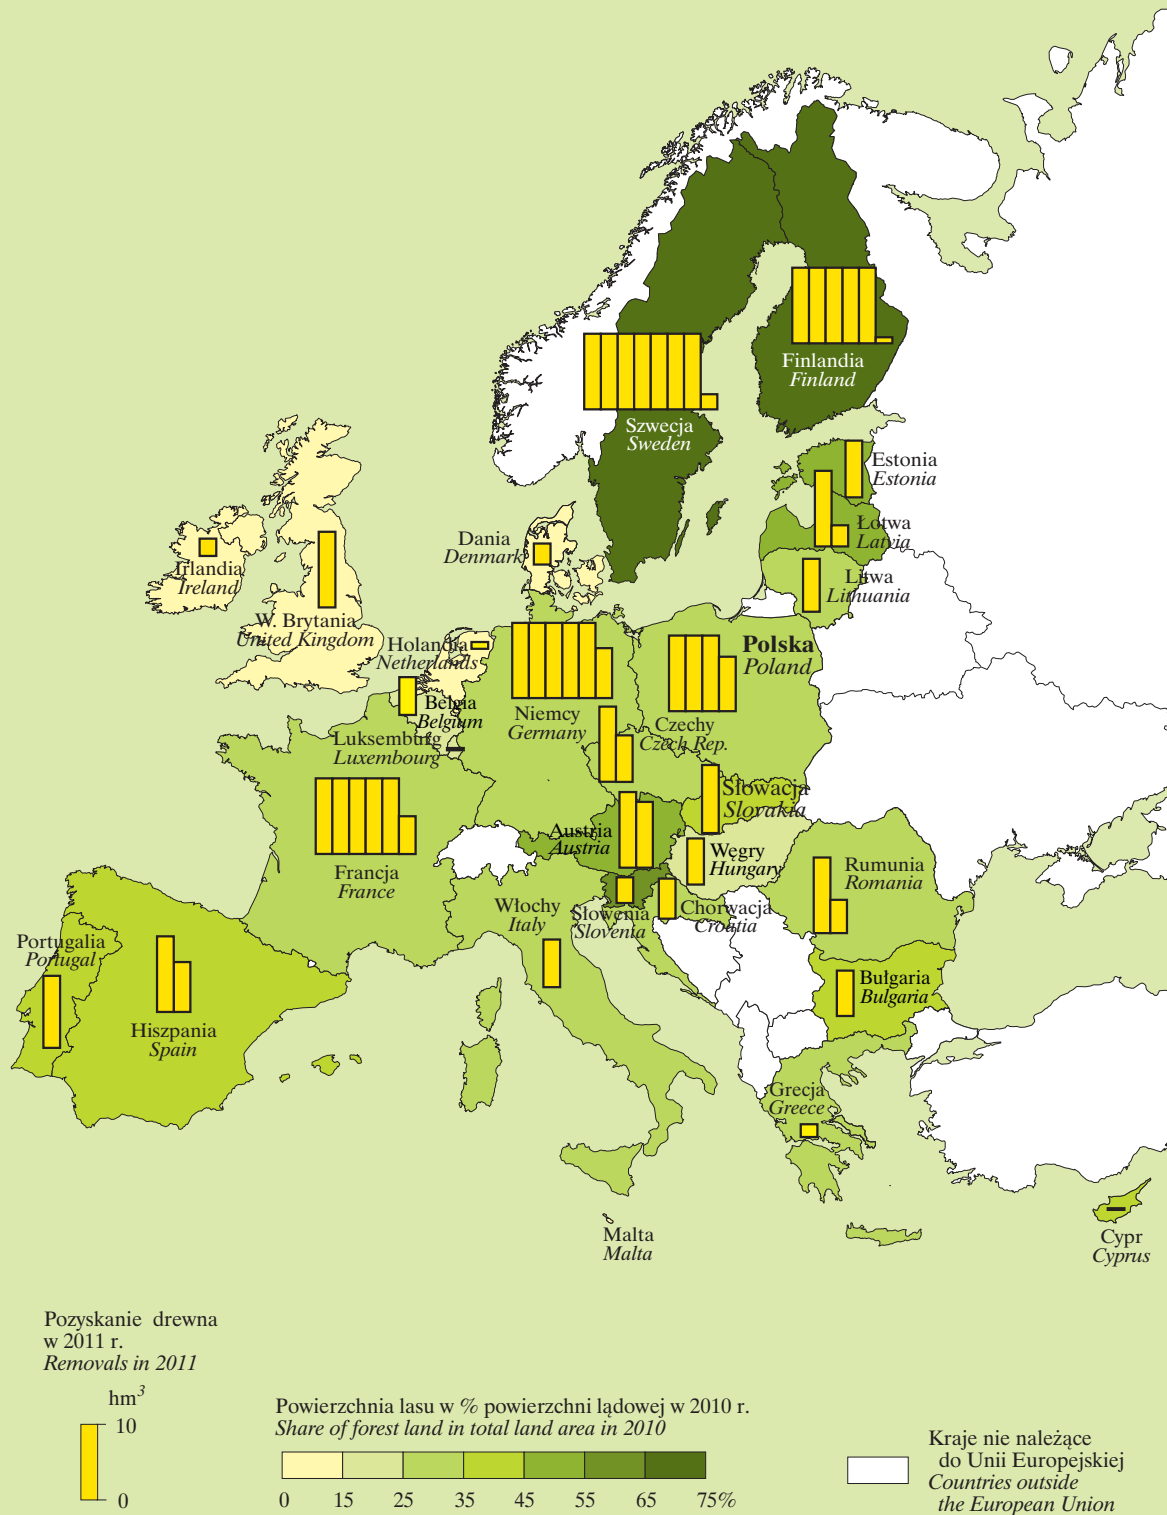 Finlandia
Finland
Szwecja
Sweden
Estonia
Estonia
Łotwa
Latvia
Dania
Denmark
Irlandia
Ireland
Litwa
Lithuania
W. Brytania
United Kingdom
Holandia
Netherlands
Polska
Poland
Belgia
Belgium
Niemcy
Germany
Czechy
Czech Rep.
Luksemburg
Luxembourg
Słowacja
Slovakia
Austria
Austria
Węgry
Hungary
Francja
France
Rumunia
Romania
Włochy
Italy
Słowenia
Slovenia
Chorwacja
Croatia
Portugalia
Portugal
Bułgaria
Bulgaria
Hiszpania
Spain
Grecja
Greece
Malta
Malta
Cypr
Cyprus
Pozyskanie drewna
w 2011 r.
Removals in 2011
hm³
10
0
Powierzchnia lasu w % powierzchni lądowej w 2010 r.
Share of forest land in total land area in 2010
0 15 25 35 45 55 65 75%
Kraje nie należące
do Unii Europejskiej
Countries outside
the European Union